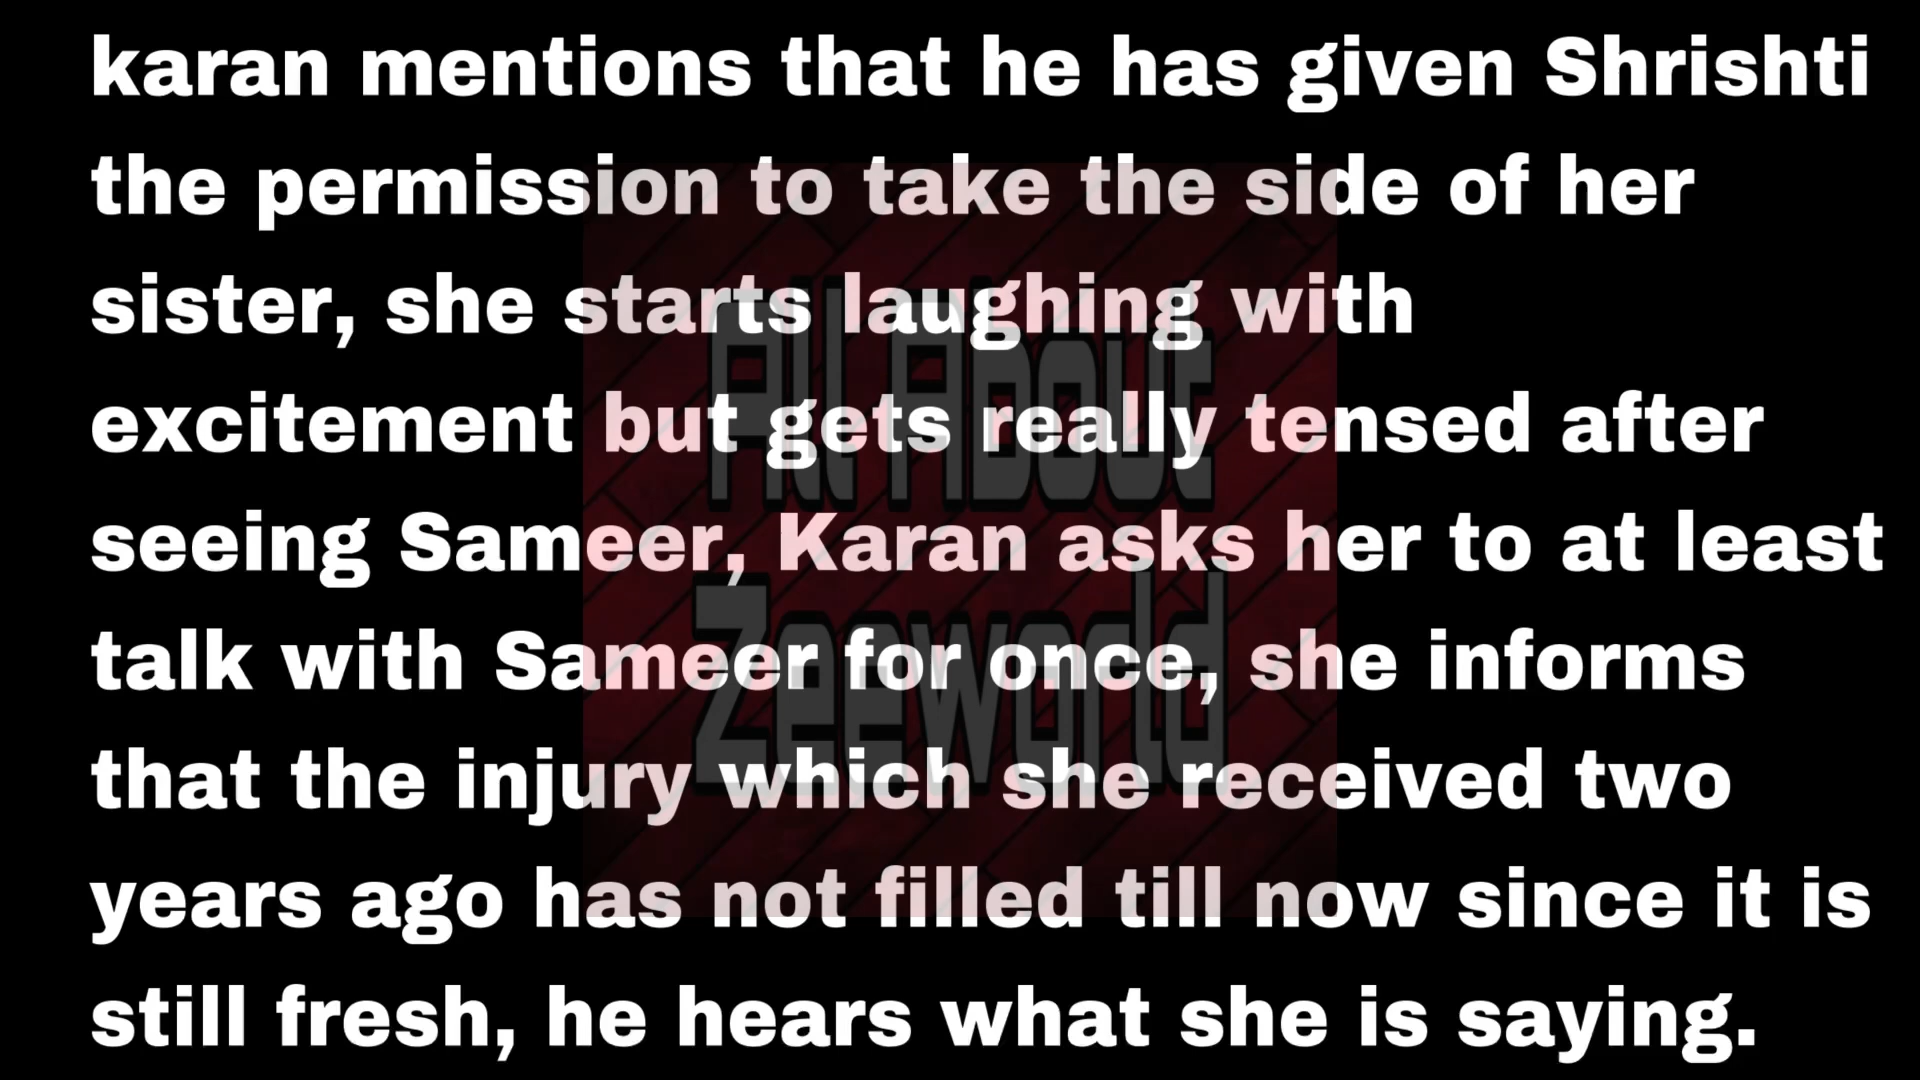 karan mentions that he has given Shrishti
the permission to take the side of her
sister, she starts laughing with
excitement but gets really tensed after
seeing Sameer, Karan asks her to at least
talk with Sameer for once, she informs
that the injury which she received two
years ago has not filled till now since it is
still fresh, he hears what she is saying.
All About
Zeeworld